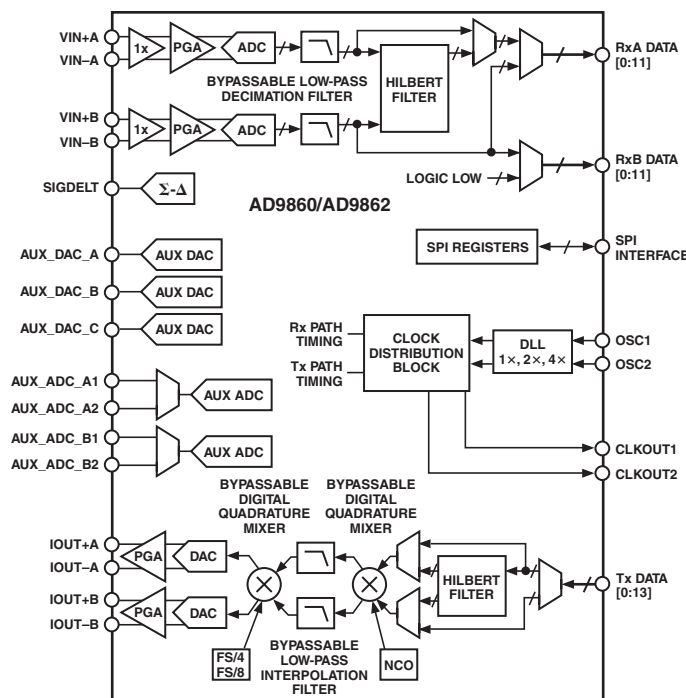 VIN+A
VIN–A
1x
PGA
ADC
BYPASSABLE LOW-PASS
DECIMATION FILTER
HILBERT
FILTER
RxA DATA
[0:11]
VIN+B
VIN–B
1x
PGA
ADC
LOGIC LOW
RxB DATA
[0:11]
SIGDELT
Σ-Δ
AD9860/AD9862
SPI REGISTERS
SPI
INTERFACE
AUX_DAC_A
AUX DAC
AUX_DAC_B
AUX DAC
AUX_DAC_C
AUX DAC
Rx PATH
TIMING
Tx PATH
TIMING
CLOCK
DISTRIBUTION
BLOCK
DLL
1×, 2×, 4×
OSC1
OSC2
AUX_ADC_A1
AUX_ADC_A2
AUX ADC
AUX_ADC_B1
AUX_ADC_B2
AUX ADC
CLKOUT1
CLKOUT2
BYPASSABLE
DIGITAL
QUADRATURE
MIXER
BYPASSABLE
DIGITAL
QUADRATURE
MIXER
IOUT+A
IOUT–A
PGA
DAC
HILBERT
FILTER
Tx DATA
[0:13]
IOUT+B
IOUT–B
PGA
DAC
FS/4
FS/8
BYPASSABLE
LOW-PASS
INTERPOLATION
FILTER
NCO